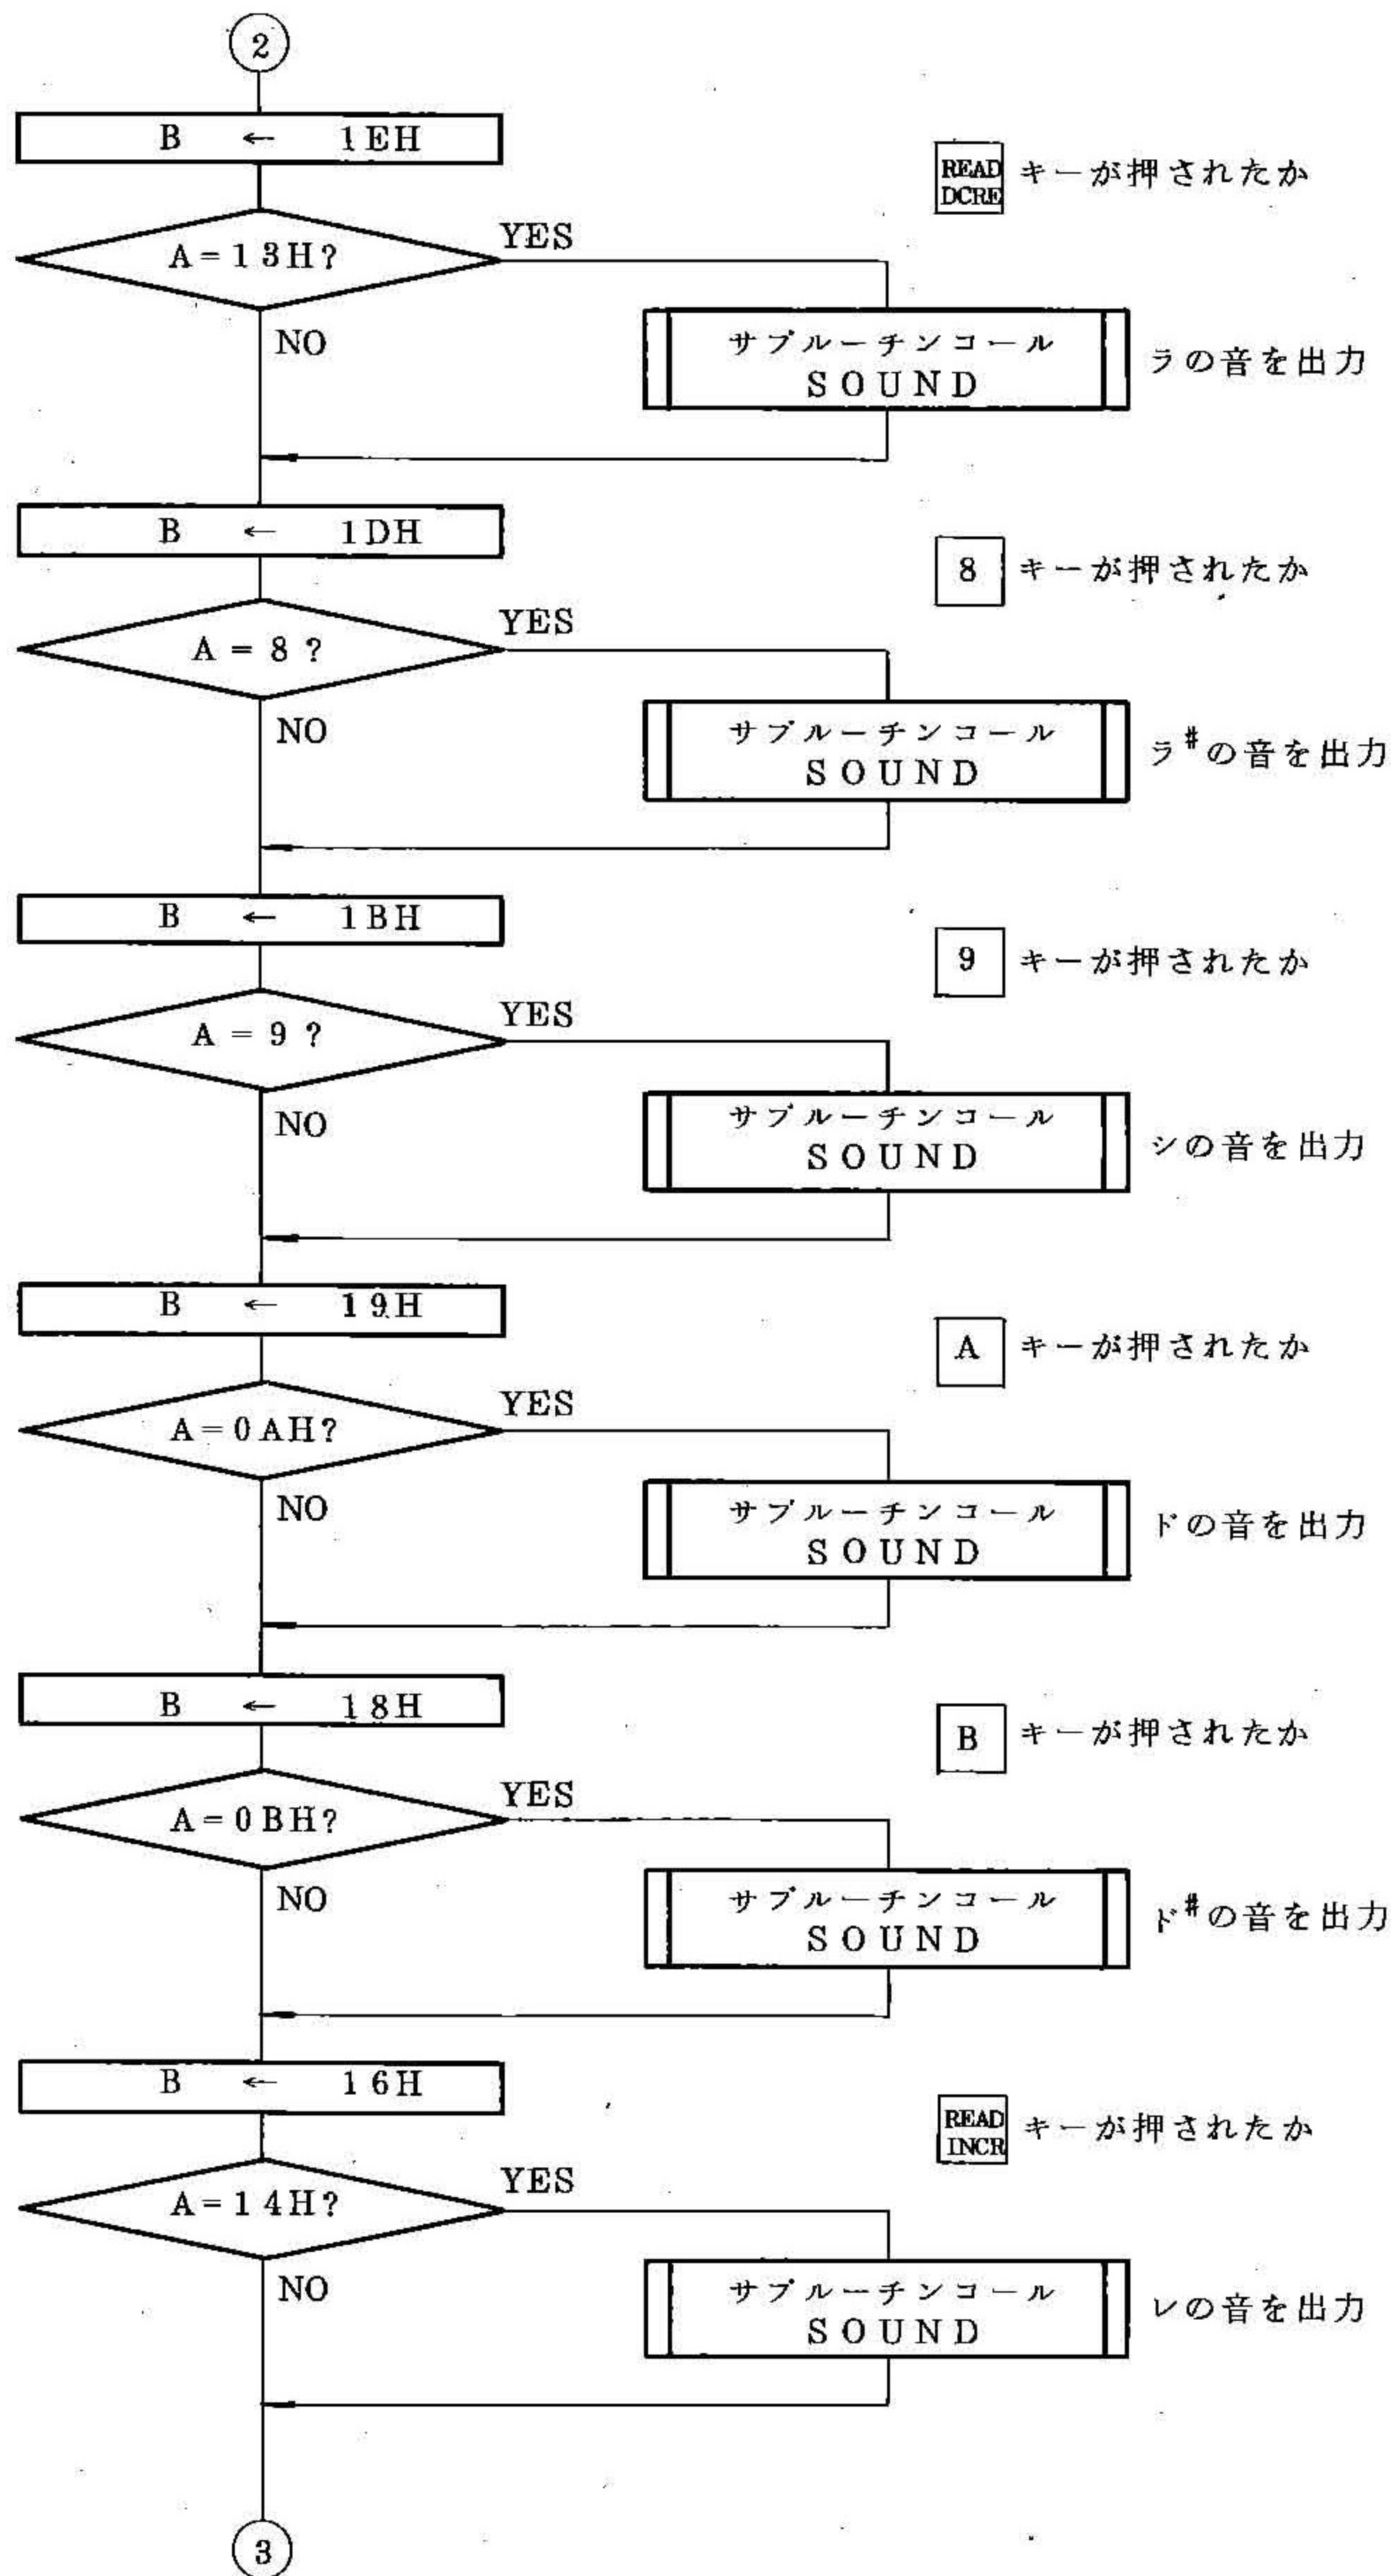 2
B ← 1EH
READ
DCRE
キーが押されたか
A=13H?
YES
NO
サブルーチンコール
SOUND
ラの音を出力
B ← 1DH
8 キーが押されたか
A=8?
YES
NO
サブルーチンコール
SOUND
ラ#の音を出力
B ← 1BH
9 キーが押されたか
A=9?
YES
NO
サブルーチンコール
SOUND
シの音を出力
B ← 19H
A キーが押されたか
A=0AH?
YES
NO
サブルーチンコール
SOUND
ドの音を出力
B ← 18H
B キーが押されたか
A=0BH?
YES
NO
サブルーチンコール
SOUND
ド#の音を出力
B ← 16H
READ
INCR
キーが押されたか
A=14H?
YES
NO
サブルーチンコール
SOUND
レの音を出力
3